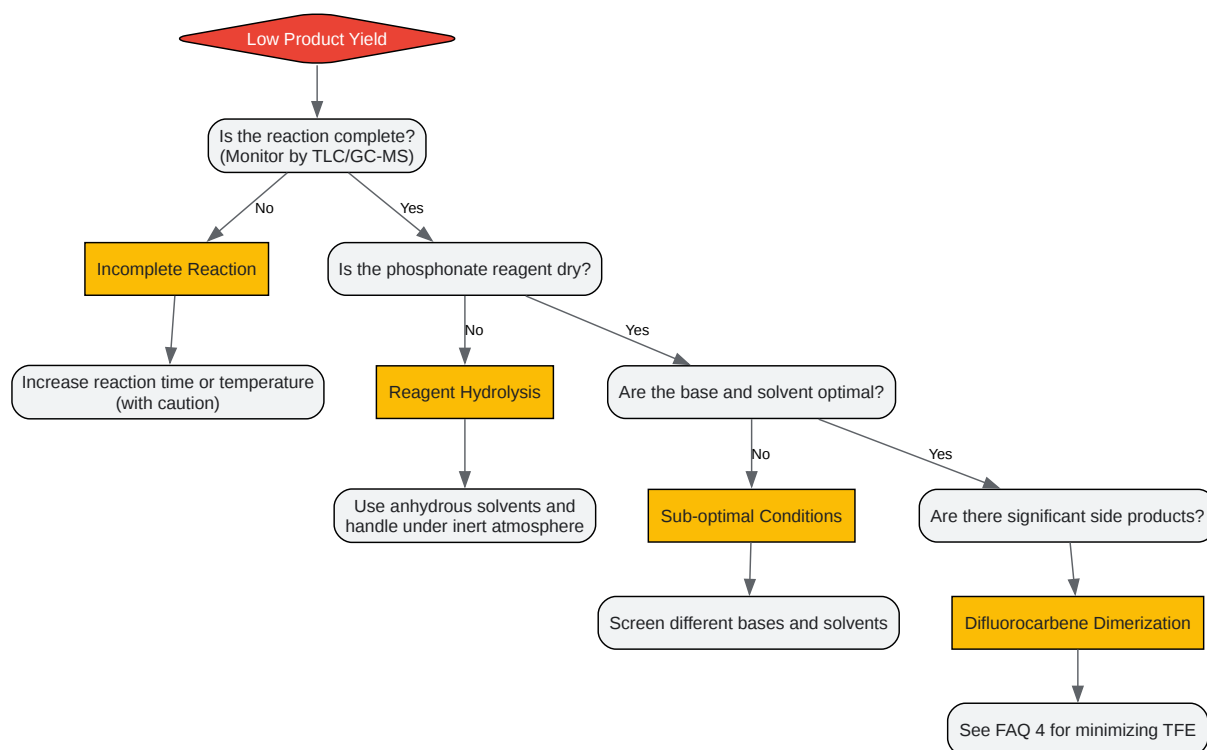 Low Product Yield
Is the reaction complete?
(Monitor by TLC/GC-MS)
No
Yes
Incomplete Reaction
Is the phosphonate reagent dry?
No
Yes
Increase reaction time or temperature
(with caution)
Reagent Hydrolysis
Are the base and solvent optimal?
No
Yes
Use anhydrous solvents and
handle under inert atmosphere
Sub-optimal Conditions
Are there significant side products?
Screen different bases and solvents
Difluorocarbene Dimerization
See FAQ 4 for minimizing TFE